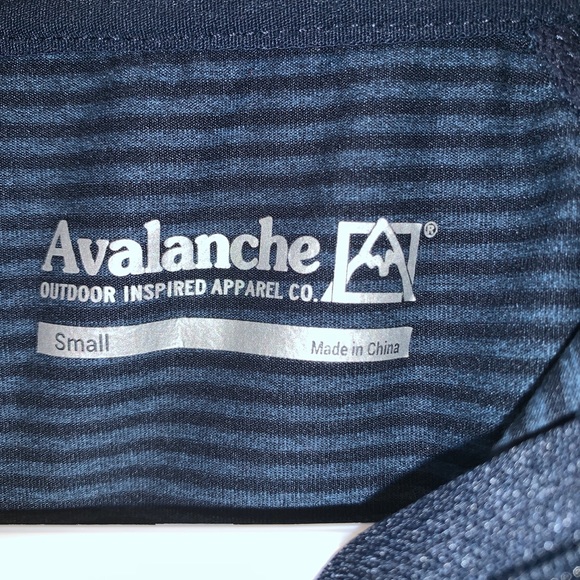 Avalanche ®
OUTDOOR INSPIRED APPAREL CO.
Small Made in China